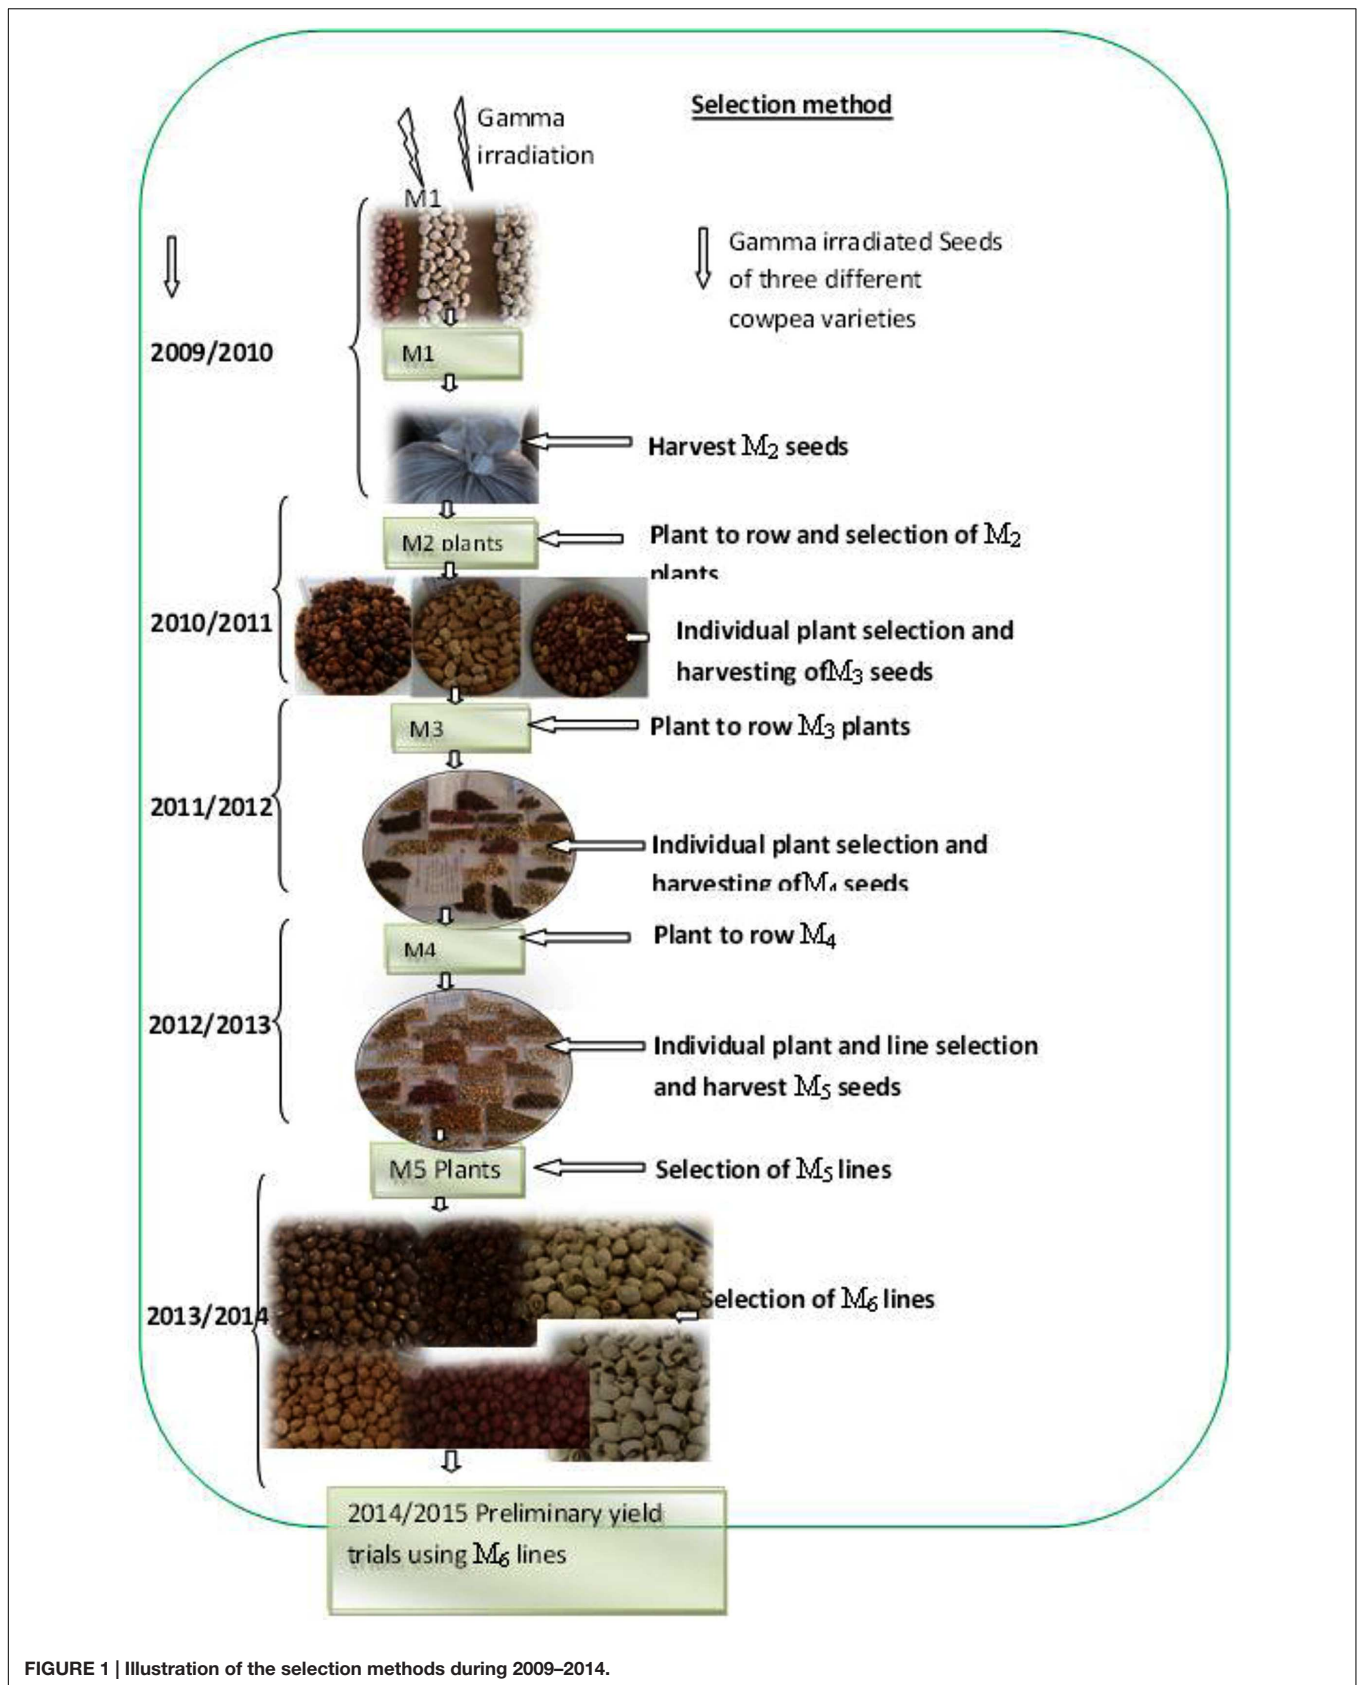 Selection method
Gamma
irradiation
M1
Gamma irradiated Seeds
of three different
cowpea varieties
2009/2010
M1
Harvest M2 seeds
M2 plants
Plant to row and selection of M2
plants
2010/2011
Individual plant selection and
harvesting ofM3 seeds
M3
Plant to row M3 plants
2011/2012
Individual plant selection and
harvesting ofM4 seeds
M4
Plant to row M4
2012/2013
Individual plant and line selection
and harvest M5 seeds
M5 Plants
Selection of M5 lines
2013/2014
Selection of M6 lines
2014/2015 Preliminary yield
trials using M6 lines
FIGURE 1 | Illustration of the selection methods during 2009–2014.